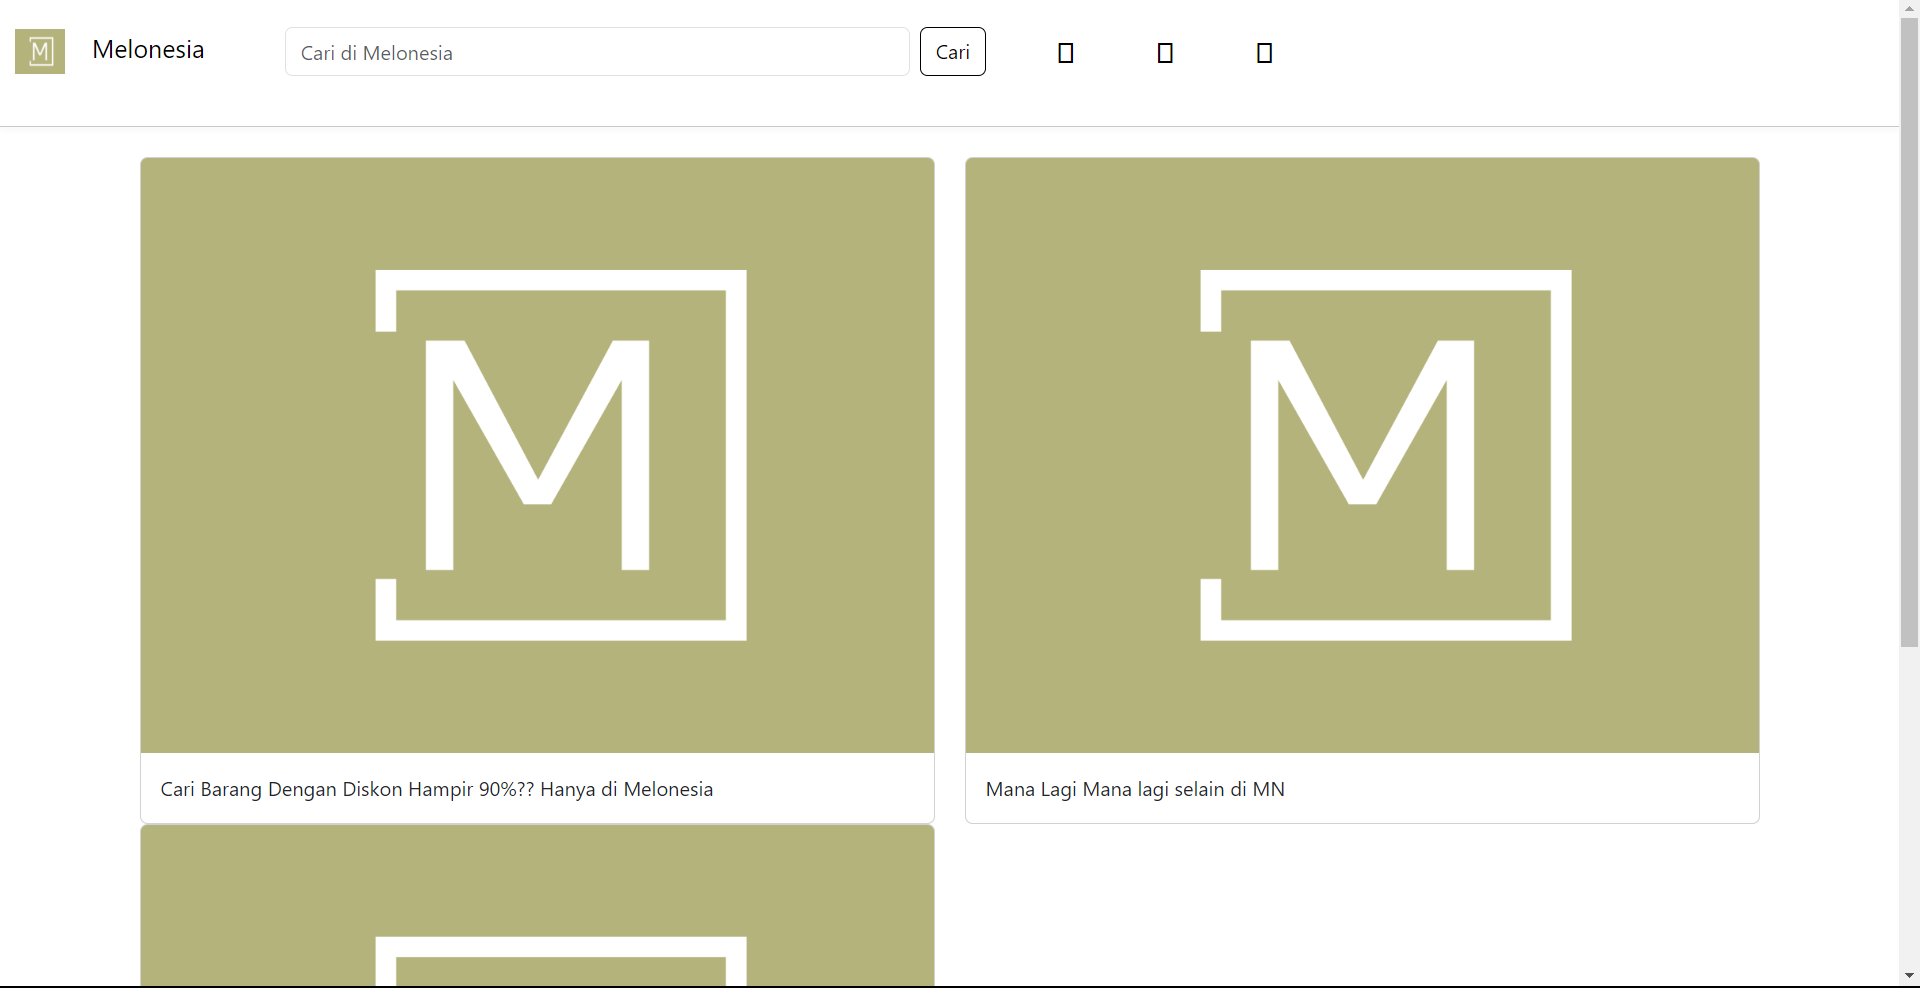 M
Melonesia
Cari di Melonesia
Cari
M
M
Cari Barang Dengan Diskon Hampir 90%?? Hanya di Melonesia
Mana Lagi Mana lagi selain di MN